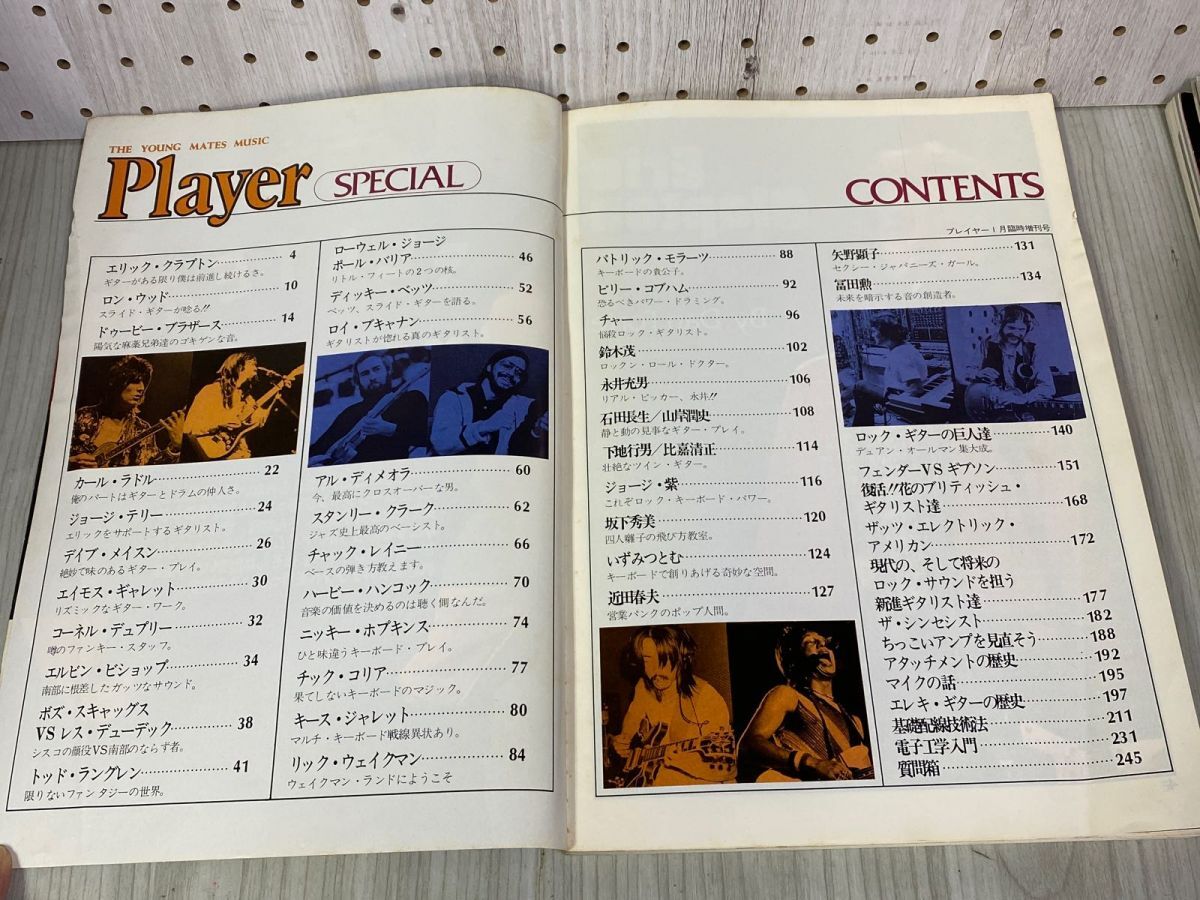 THE YOUNG MATES MUSIC
Player SPECIAL
CONTENTS
プレイヤー1月臨時増刊号
エリック・クラプトン 4
ギターがある限り僕は前進し続けるさ。
ロン・ウッド 10
スライド・ギターが唸る!!
ドゥービー・ブラザース 14
陽気な麻薬兄弟達のゴキゲンな音。
カール・ラドル 22
俺のパートはギターとドラムの仲人さ。
ジョージ・テリー 24
エリックをサポートするギタリスト。
デイブ・メイスン 26
絶妙で味のあるギター・プレイ。
エイモス・ギャレット 30
リズミックなギター・ワーク。
コーネル・デュプリー 32
噂のファンキー・スタッフ。
エルビン・ビショップ 34
南部に根差したガッツなサウンド。
ボズ・スキャッグス
VS レス・デューデック 38
シスコの顔役VS南部のならず者。
トッド・ラングレン 41
限りないファンタジーの世界。
ローウェル・ジョージ
ポール・バリア 46
リトル・フィートの2つの核。
ディッキー・ベッツ 52
ベッツ、スライド・ギターを語る。
ロイ・ブキャナン 56
ギタリストが惚れる真のギタリスト。
アル・ディメオラ 60
今、最高にクロスオーバーな男。
スタンリー・クラーク 62
ジャズ史上最高のベーシスト。
チャック・レイニー 66
ベースの弾き方教えます。
ハービー・ハンコック 70
音楽の価値を決めるのは聴く側なんだ。
ニッキー・ホプキンス 74
ひと味違うキーボード・プレイ。
チック・コリア 77
果てしないキーボードのマジック。
キース・ジャレット 80
マルチ・キーボード戦線異状あり。
リック・ウェイクマン 84
ウェイクマン・ランドにようこそ
パトリック・モラーツ 88
キーボードの貴公子。
ビリー・コブハム 92
恐るべきパワー・ドラミング。
チャー 96
悩殺ロック・ギタリスト。
鈴木茂 102
ロックン・ロール・ドクター。
永井充男 106
リアル・ピッカー、永井!!
石田長生/山岸潤史 108
静と動の見事なギター・プレイ。
下地行男/比嘉清正 114
壮絶なツイン・ギター。
ジョージ・紫 116
これぞロック・キーボード・パワー。
坂下秀美 120
四人囃子の飛び方教室。
いずみつとむ 124
キーボードで創りあげる奇妙な空間。
近田春夫 127
営業パンクのポップ人間。
矢野顕子 131
セクシー・ジャパニーズ・ガール。
冨田勲 134
未来を暗示する音の創造者。
ロック・ギターの巨人達 140
デュアン・オールマン集大成。
フェンダーVS ギブソン 151
復活!!花のブリティッシュ・
ギタリスト達 168
ザッツ・エレクトリック・
アメリカン 172
現代の、そして将来の
ロック・サウンドを担う
新進ギタリスト達 177
ザ・シンセシスト 182
ちっこいアンプを見直そう 188
アタッチメントの歴史 192
マイクの話 195
エレキ・ギターの歴史 197
基礎配線技術法 211
電子工学入門 231
質問箱 245